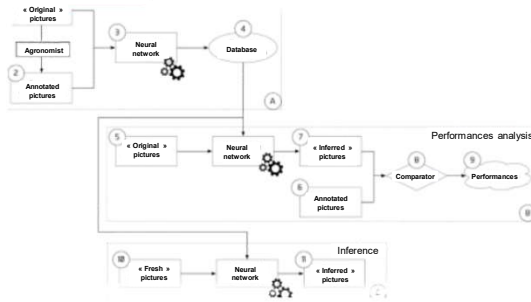 « Original »
pictures
Agronomist
2
Annotated
pictures
3
Neural
network
4
Database
A
Performances analysis
5
« Original »
pictures
Neural
network
7
« Inferred »
pictures
6
Annotated
pictures
8
Comparator
9
Performances
B
Inference
10
« Fresh »
pictures
Neural
network
11
« Inferred »
pictures